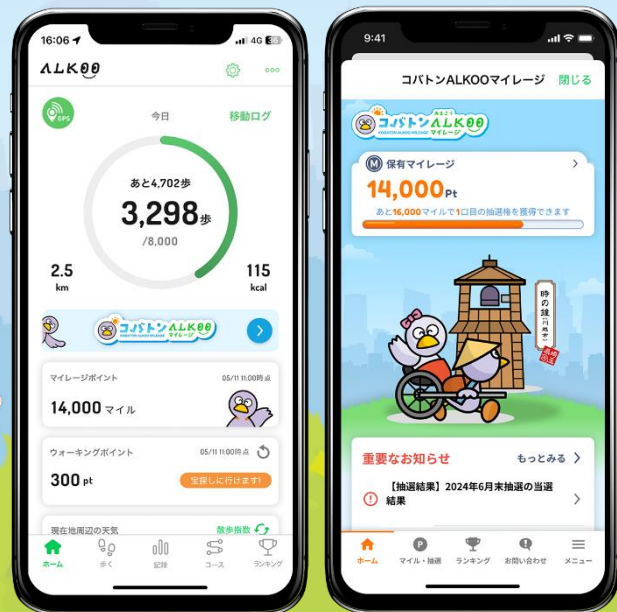 16:06
4G 36
ALKOO
GPS
今日
移動ログ
あと4,702歩
3,298歩
/8,000
2.5
km
115
kcal
コバトンALKOO
マイレージ
マイレージポイント
05/11 11:00時点
14,000 マイル
ウォーキングポイント
05/11 11:00時点
300 pt
宝探しに行けます!
現在地周辺の天気
散歩指数
ホーム
歩く
記録
コース
ランキング
9:41
コバトンALKOOマイレージ
閉じる
コバトンALKOO
マイレージ
M 保有マイレージ
14,000Pt
あと16,000マイルで1口目の抽選権を獲得できます
時の鐘
重要なお知らせ
もっとみる
【抽選結果】2024年6月末抽選の当選
結果
ホーム
マイル・抽選
ランキング
お問い合わせ
メニュー